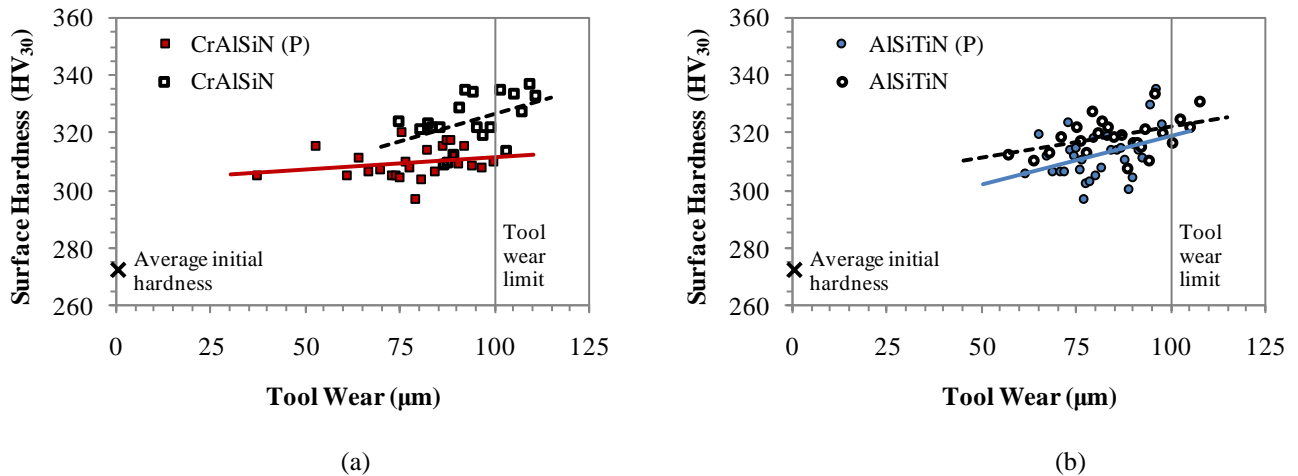 360
340
320
300
280
260
Surface Hardness (HV30)
CrAlSiN (P)
CrAlSiN
Average initial
hardness
Tool
wear
limit
0 25 50 75 100 125
Tool Wear (μm)
(a)
360
340
320
300
280
260
Surface Hardness (HV30)
AlSiTiN (P)
AlSiTiN
Average initial
hardness
Tool
wear
limit
0 25 50 75 100 125
Tool Wear (μm)
(b)